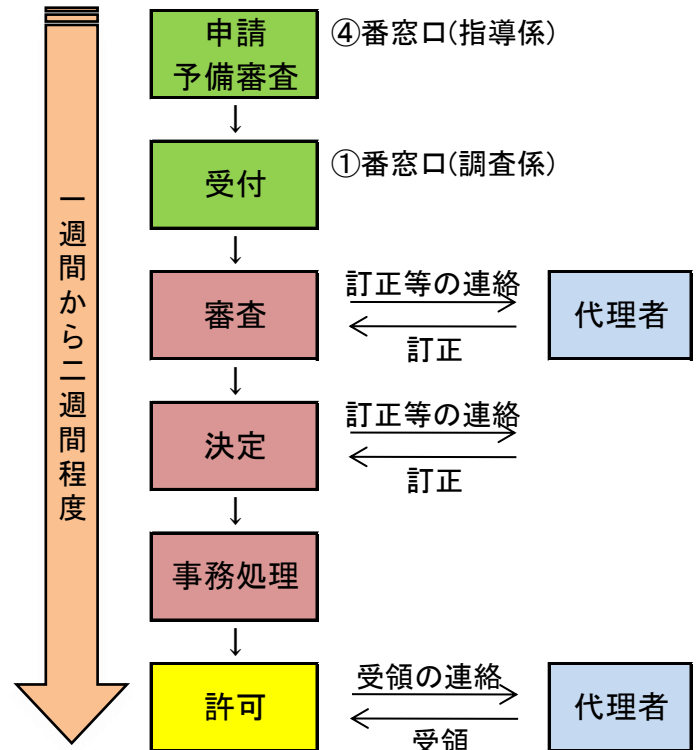 申請
予備審査
④番窓口(指導係)
↓
受付
①番窓口(調査係)
↓
審査
訂正等の連絡
訂正
代理者
↓
決定
訂正等の連絡
訂正
↓
事務処理
↓
許可
受領の連絡
受領
代理者
一週間から二週間程度